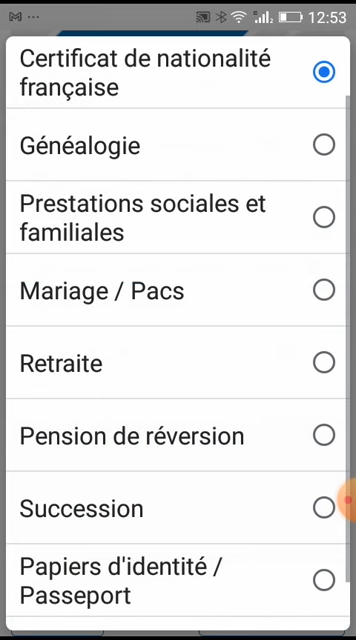 12:53
Certificat de nationalité
française
Généalogie
Prestations sociales et
familiales
Mariage / Pacs
Retraite
Pension de réversion
Succession
Papiers d'identité /
Passeport